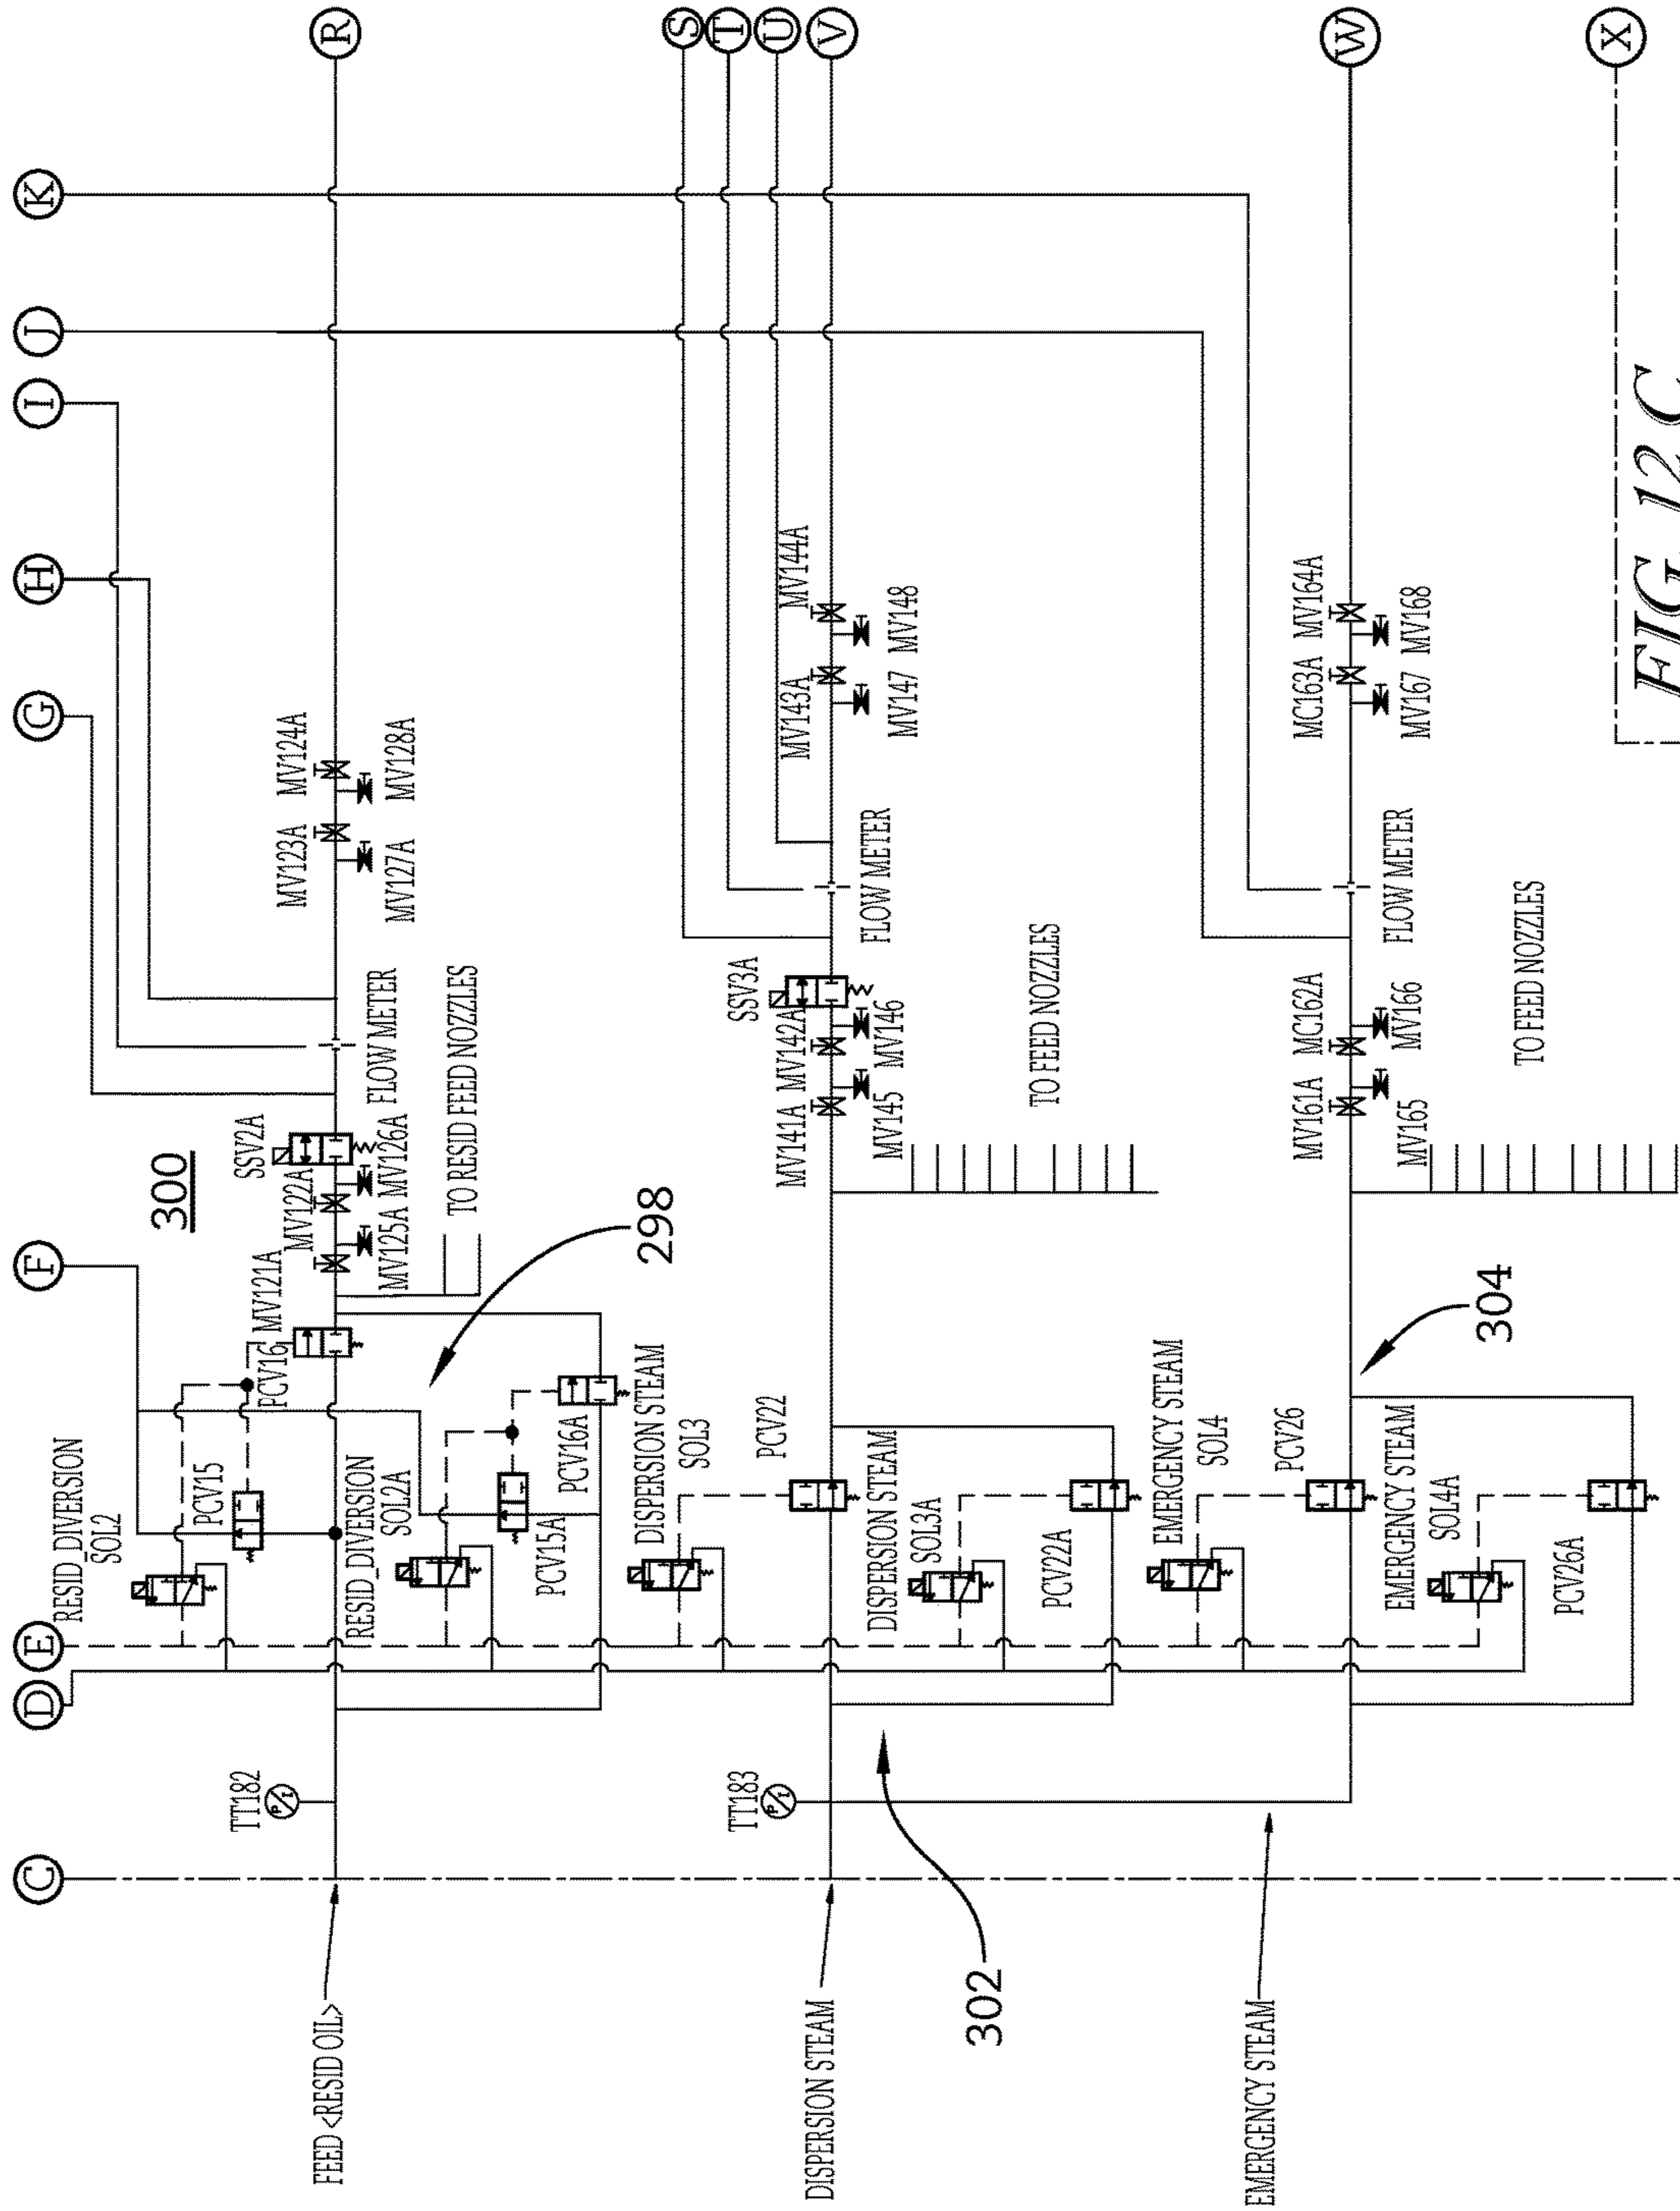 C
D
E
F
G
H
I
J
K
RESID_DIVERSION
SOL2
PCV15
PCV16
MV121A
300
MV122A
SSV2A
MV123A
MV124A
R
TT182
FEED <RESID OIL>
RESID_DIVERSION
SOL2A
MV125A
MV126A
FLOW METER
MV127A
MV128A
TO RESID FEED NOZZLES
298
PCV15A
PCV16A
DISPERSION STEAM
SOL3
PCV22
S
T
U
V
TT183
DISPERSION STEAM
MV141A
MV142A
SSV3A
MV143A
MV144A
MV145
MV146
FLOW METER
MV147
MV148
302
DISPERSION STEAM
SOL3A
PCV22A
TO FEED NOZZLES
EMERGENCY STEAM
SOL4
PCV26
EMERGENCY STEAM
MV161A
MC162A
MC163A
MV164A
W
MV165
MV166
FLOW METER
MV167
MV168
304
EMERGENCY STEAM
SOL4A
PCV26A
TO FEED NOZZLES
X
FIG. 12C